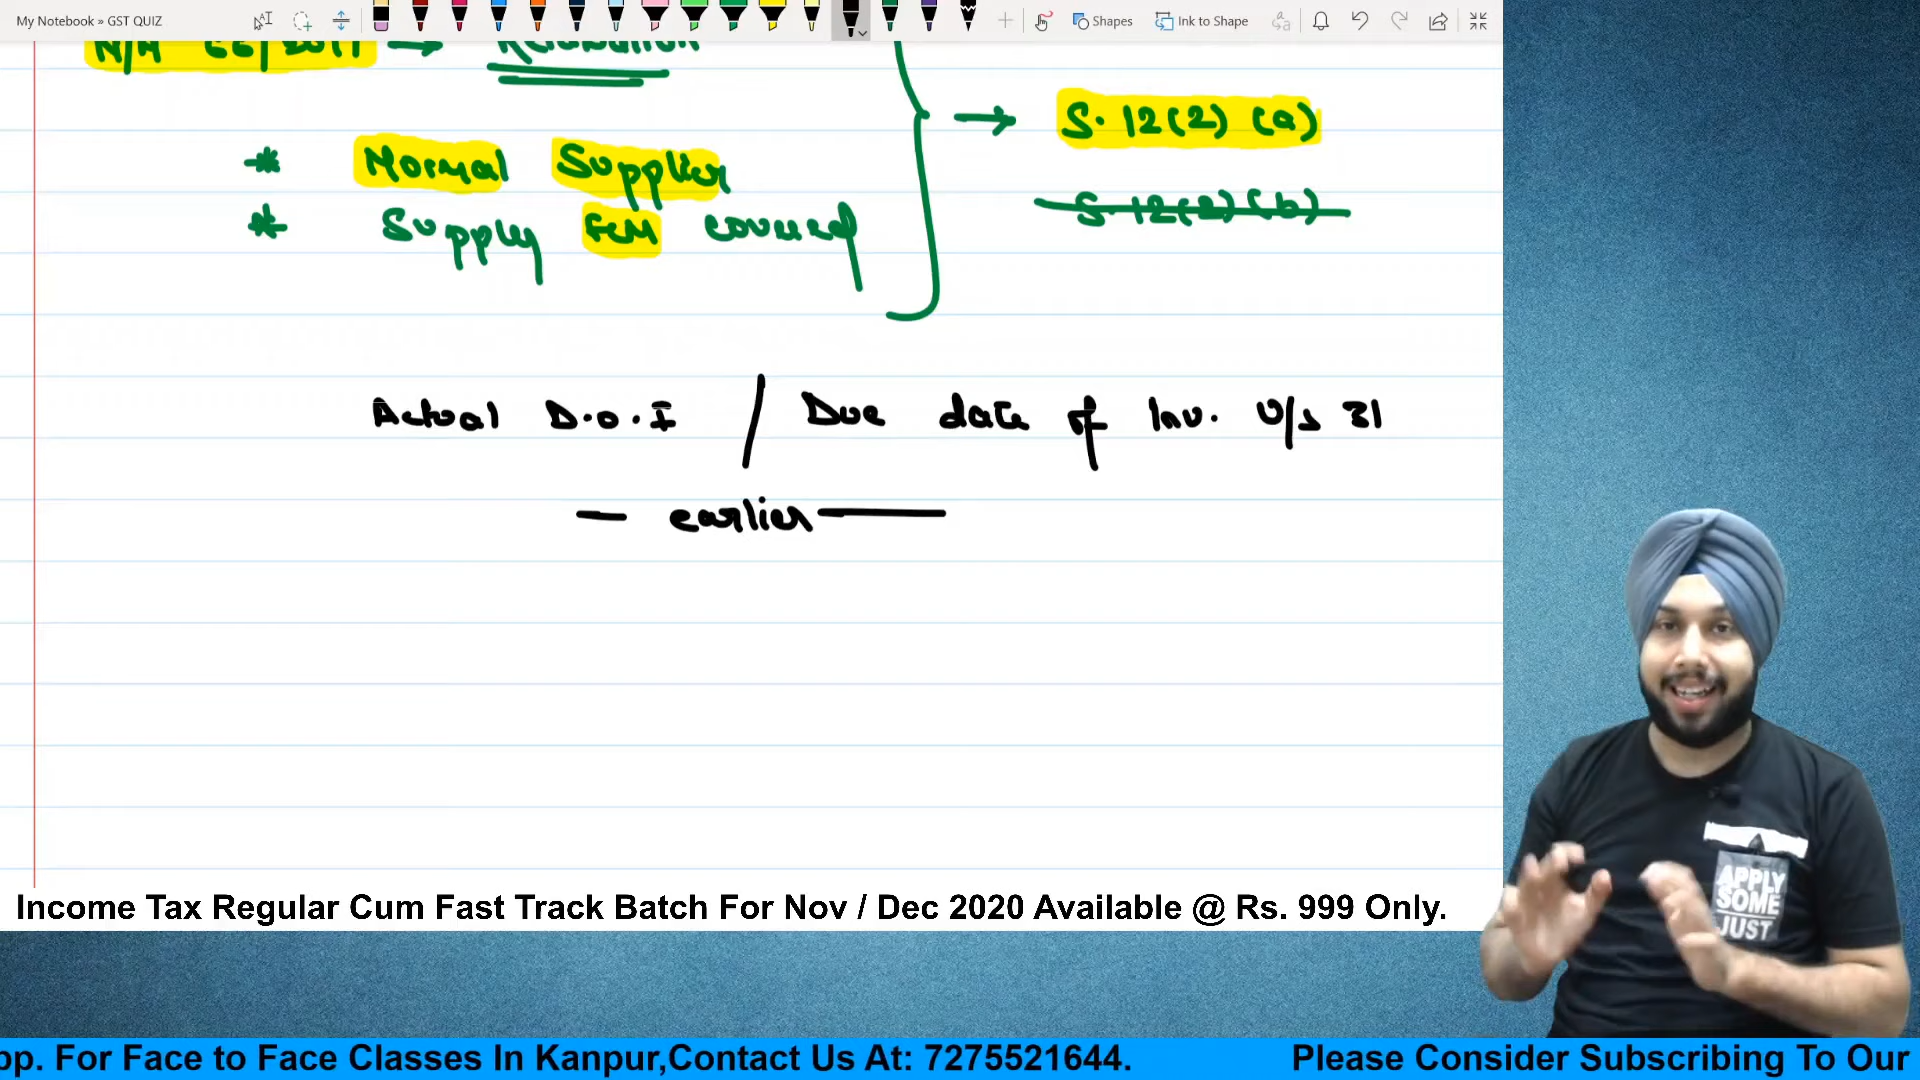 My Notebook » GST QUIZ
Shapes
Ink to Shape
N/N 66/2017 →
→ S. 12(2) (a)
* Normal Supplier
S. 12(2) (b)
* Supply FCM covered
Actual D.O.I / Due date of Inv. U/s 31
— earlier —
APPLY
SOME
JUST
Income Tax Regular Cum Fast Track Batch For Nov / Dec 2020 Available @ Rs. 999 Only.
pp. For Face to Face Classes In Kanpur,Contact Us At: 7275521644. Please Consider Subscribing To Our